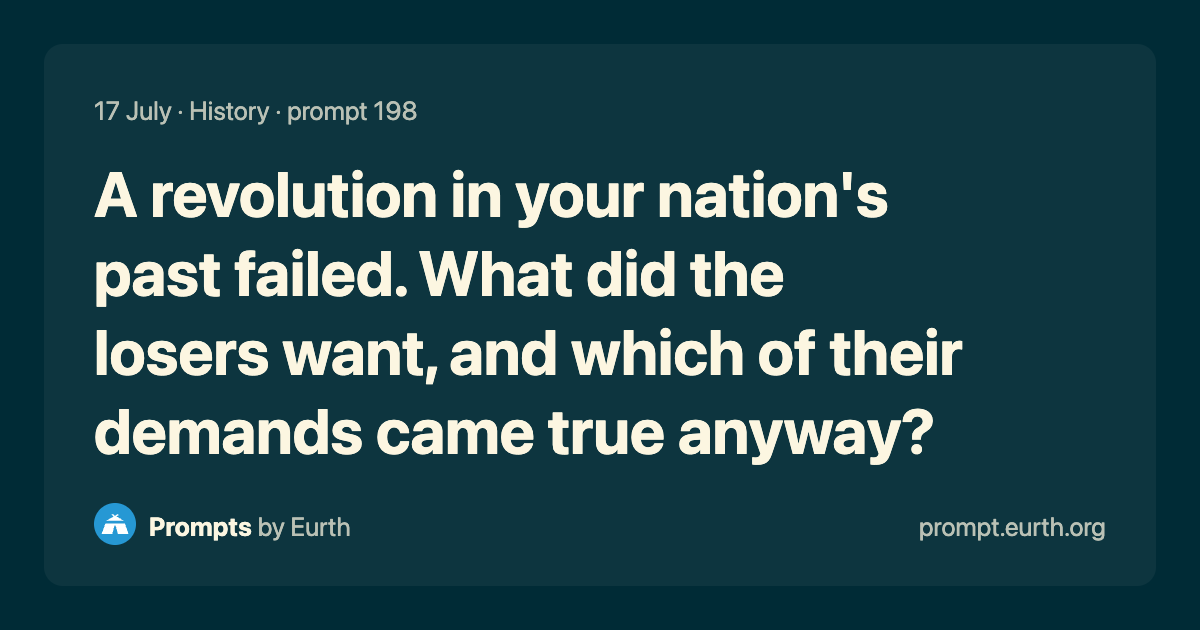 17 July · History · prompt 198
A revolution in your nation's
past failed. What did the
losers want, and which of their
demands came true anyway?
Prompts by Eurth
prompt.eurth.org